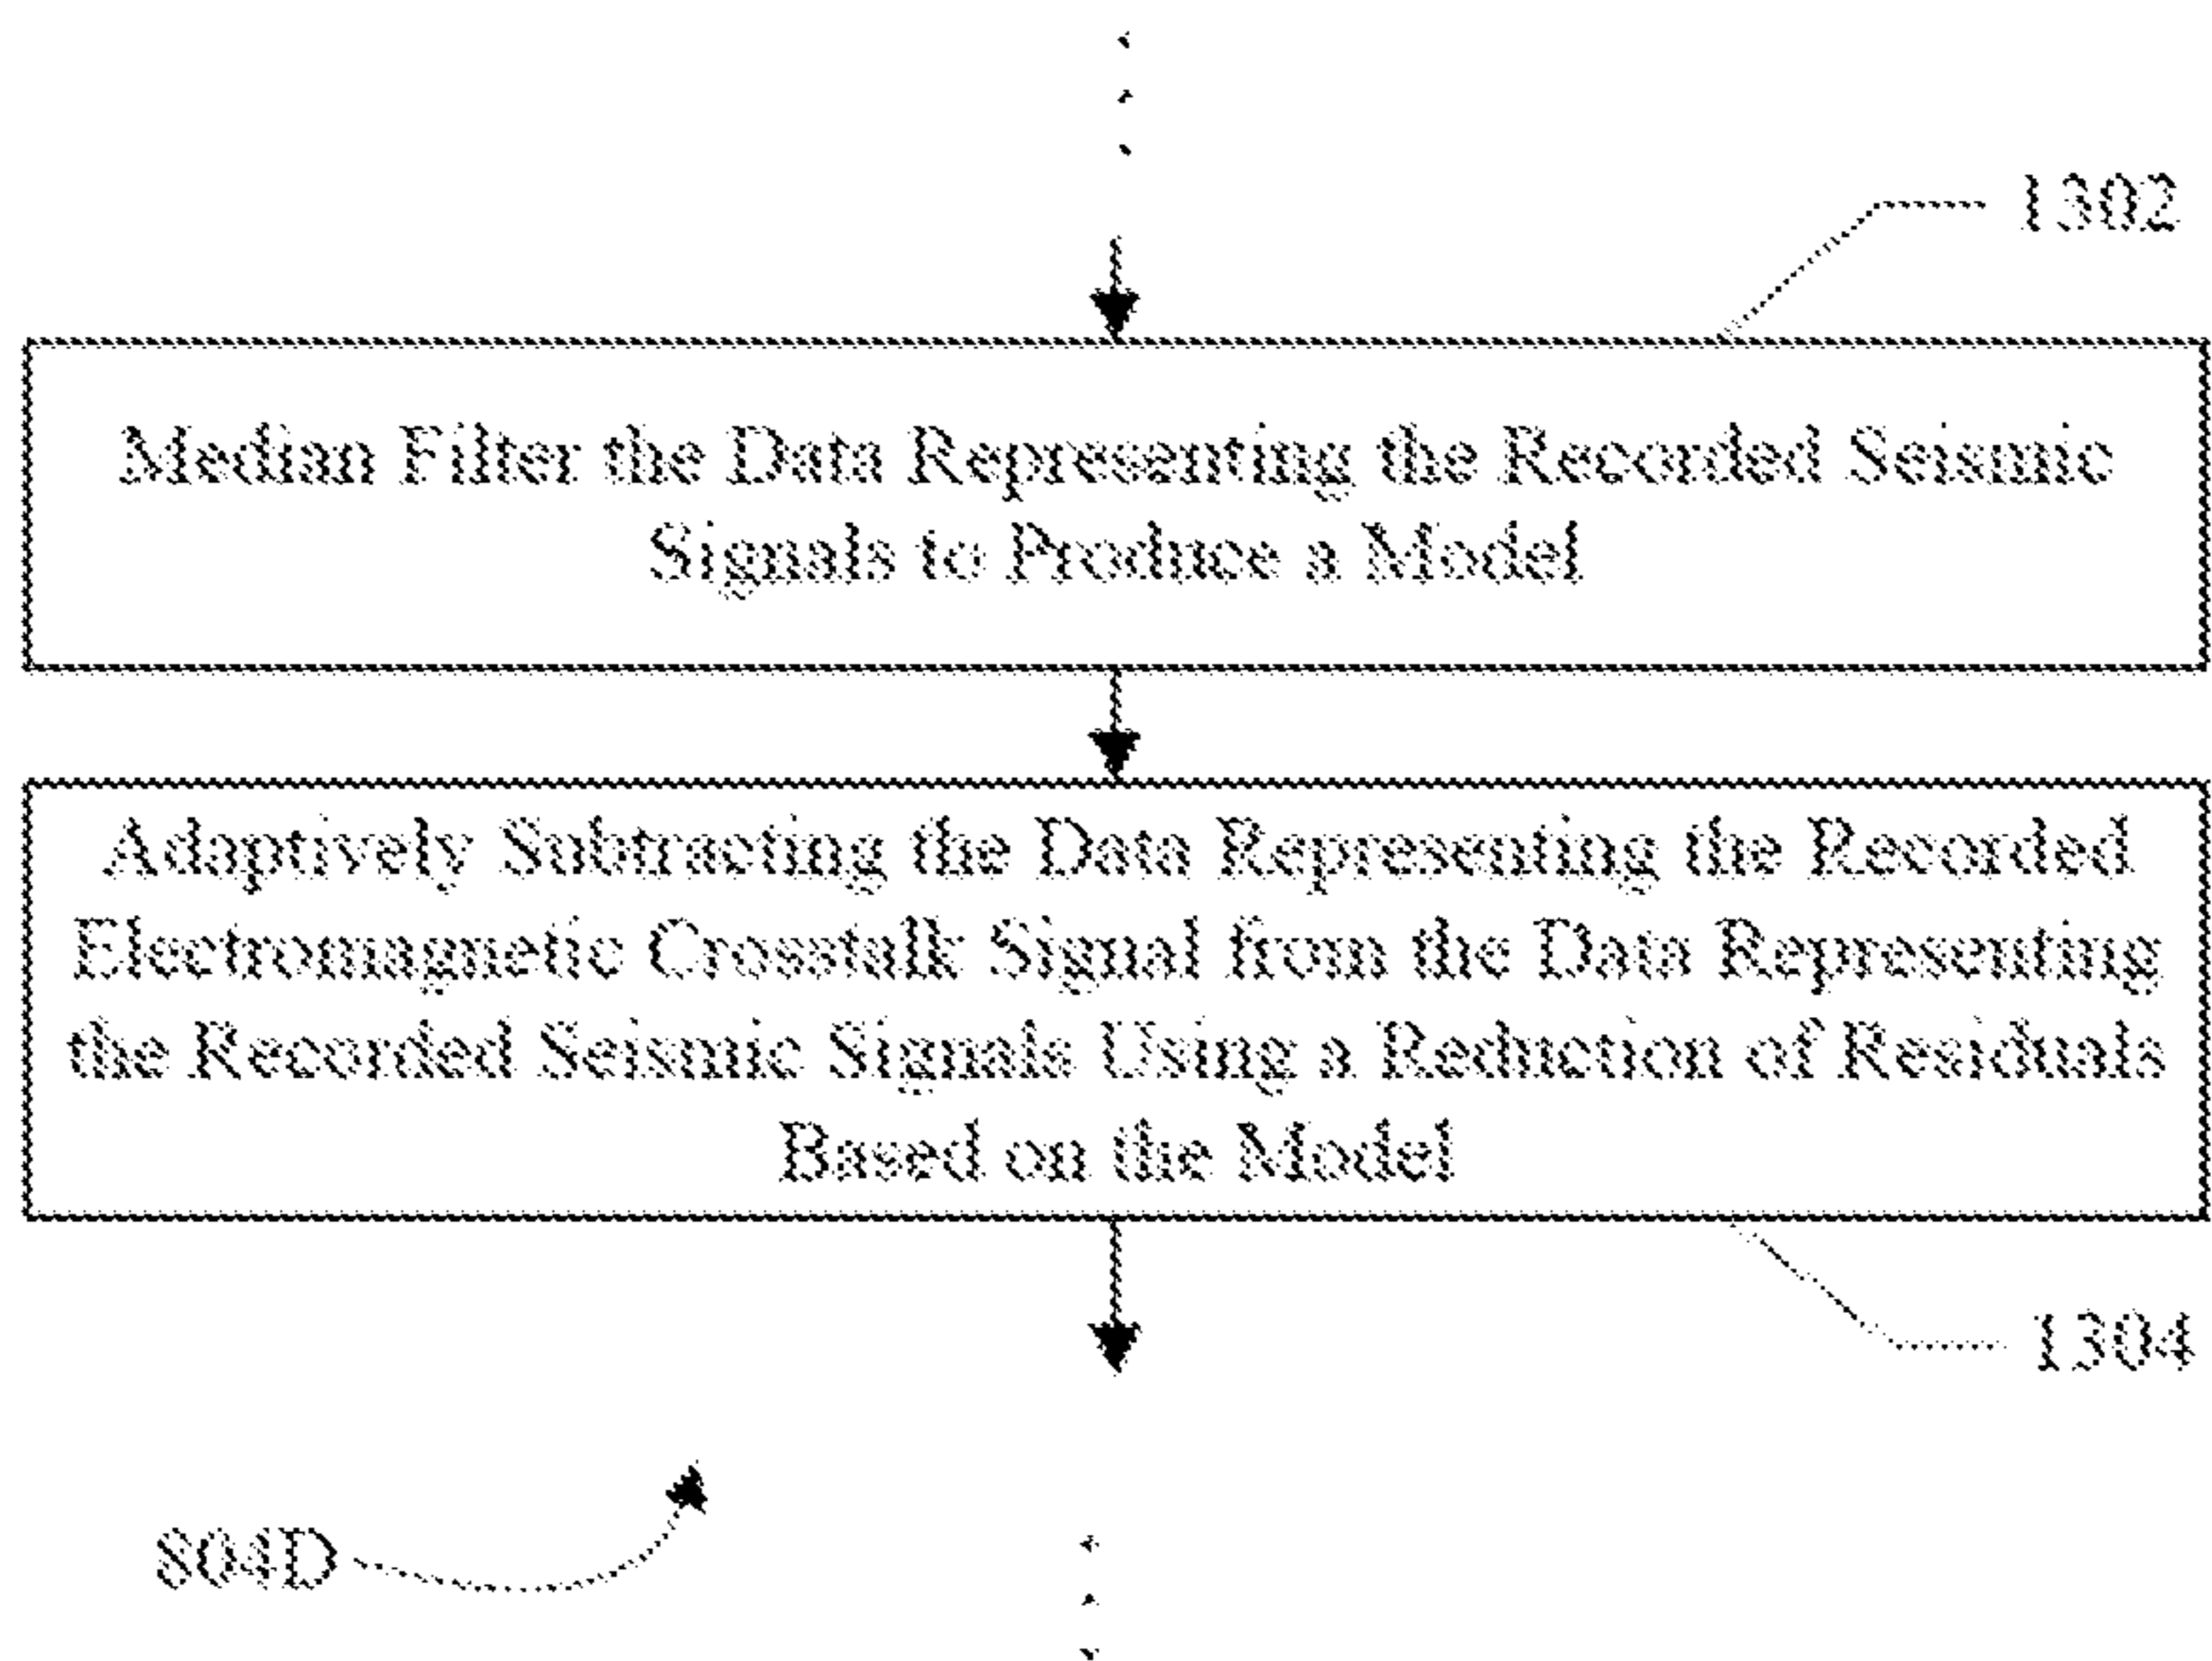 1302
Median Filter the Data Representing the Recorded Seismic
Signals to Produce a Model
Adaptively Subtracting the Data Representing the Recorded
Electromagnetic Crosstalk Signal from the Data Representing
the Recorded Seismic Signals Using a Reduction of Residuals
Based on the Model
1304
804D